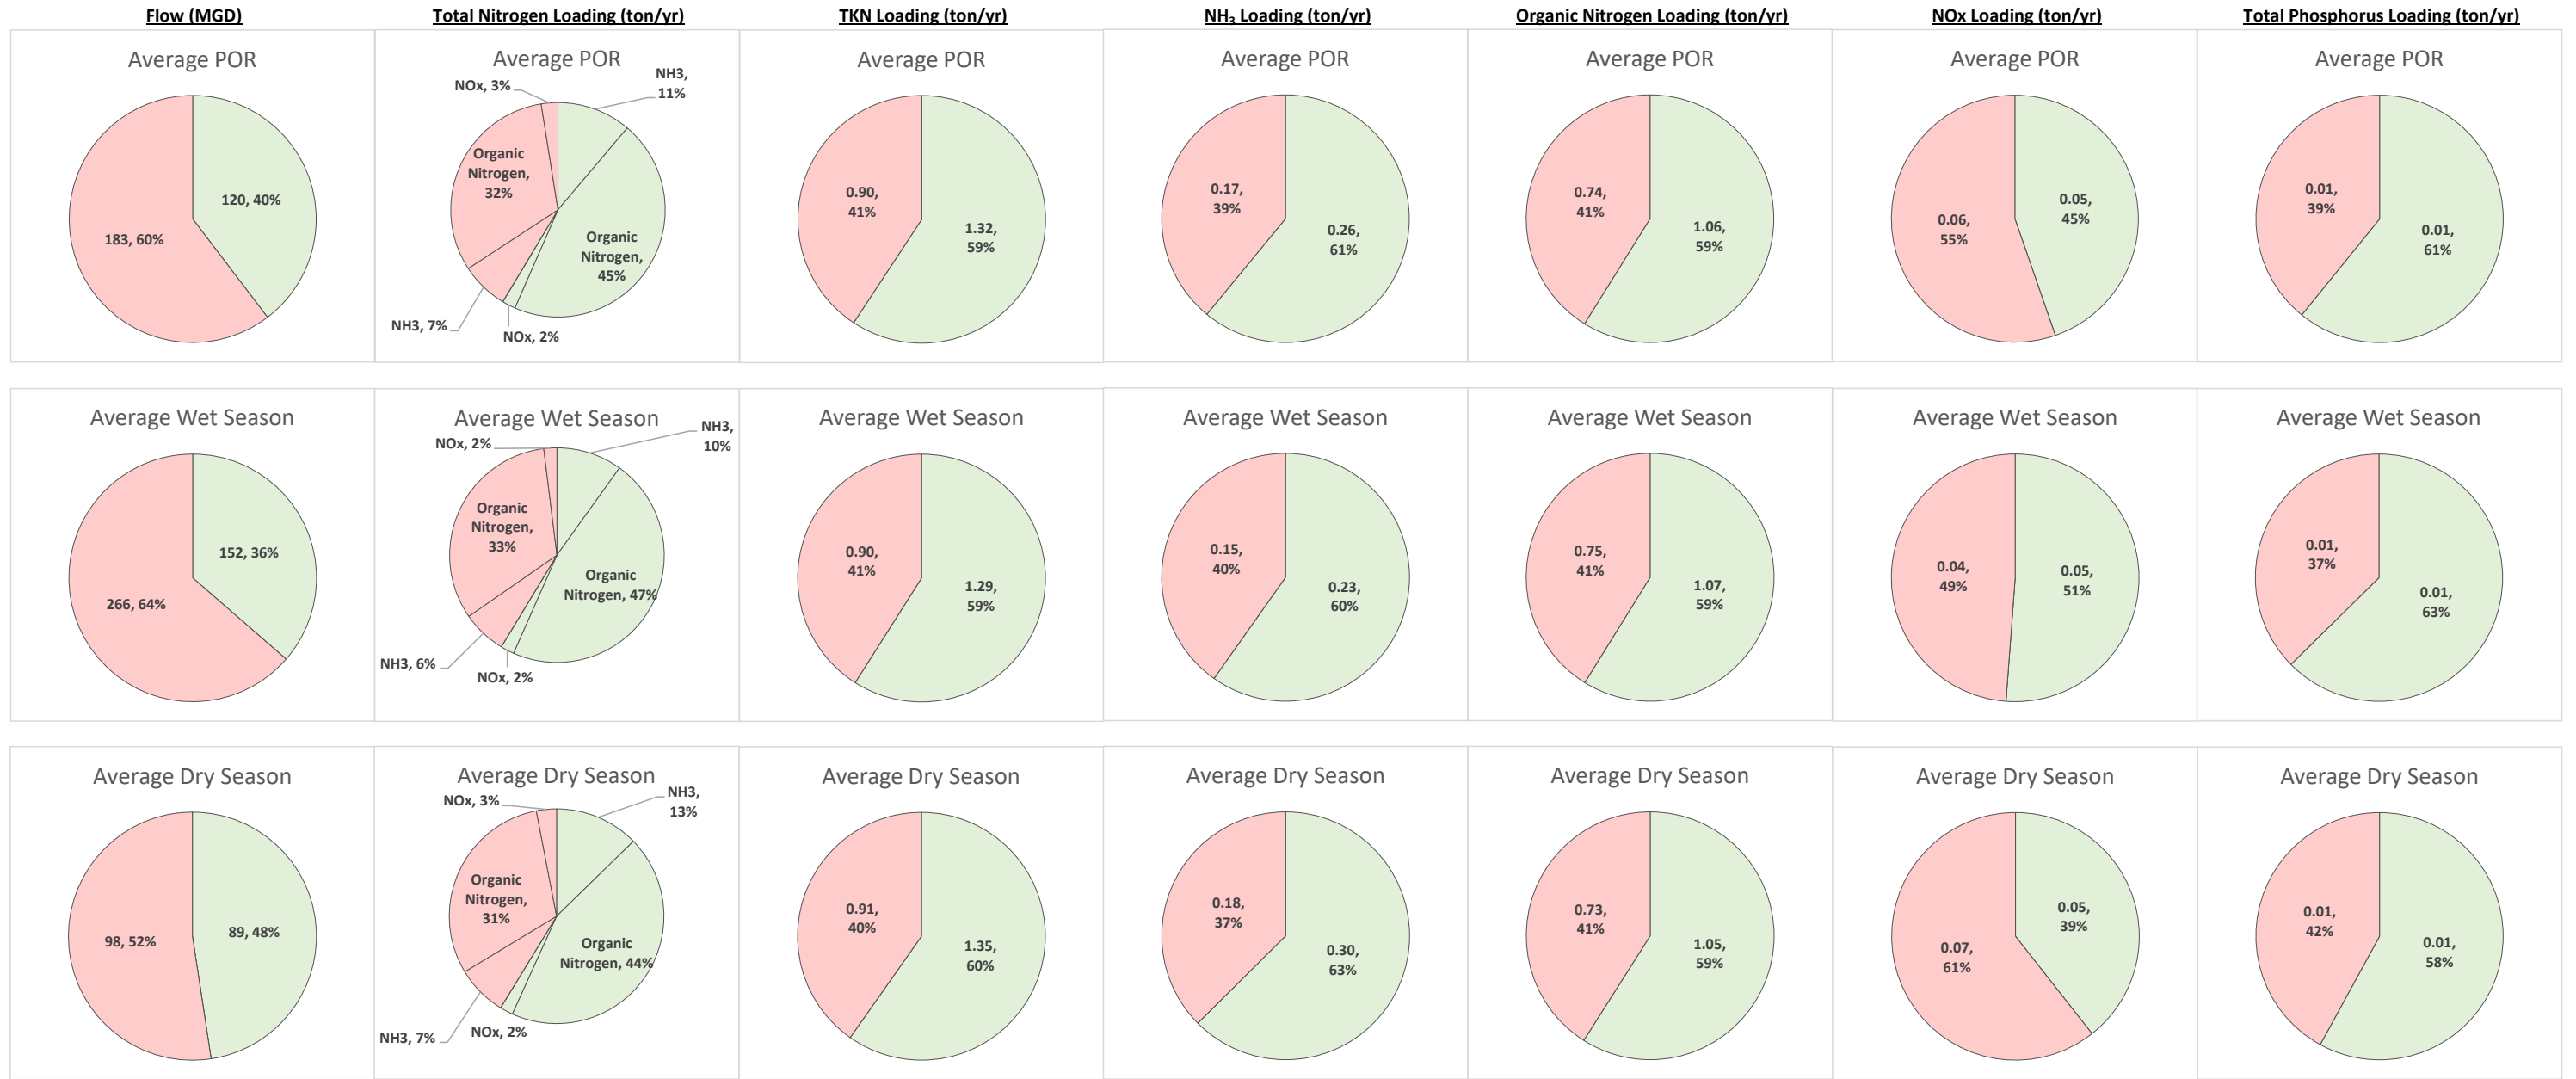 Flow (MGD)
Total Nitrogen Loading (ton/yr)
TKN Loading (ton/yr)
NH₃ Loading (ton/yr)
Organic Nitrogen Loading (ton/yr)
NOx Loading (ton/yr)
Total Phosphorus Loading (ton/yr)
Average POR
120, 40%
183, 60%
Average POR
NOx, 3%
NH3,
11%
Organic
Nitrogen,
32%
Organic
Nitrogen,
45%
NH3, 7%
NOx, 2%
Average POR
0.90,
41%
1.32,
59%
Average POR
0.17,
39%
0.26,
61%
Average POR
0.74,
41%
1.06,
59%
Average POR
0.06,
55%
0.05,
45%
Average POR
0.01,
39%
0.01,
61%
Average Wet Season
152, 36%
266, 64%
Average Wet Season
NOx, 2%
NH3,
10%
Organic
Nitrogen,
33%
Organic
Nitrogen, 47%
NH3, 6%
NOx, 2%
Average Wet Season
0.90,
41%
1.29,
59%
Average Wet Season
0.15,
40%
0.23,
60%
Average Wet Season
0.75,
41%
1.07,
59%
Average Wet Season
0.04,
49%
0.05,
51%
Average Wet Season
0.01,
37%
0.01,
63%
Average Dry Season
98, 52%
89, 48%
Average Dry Season
NOx, 3%
NH3,
13%
Organic
Nitrogen,
31%
Organic
Nitrogen, 44%
NH3, 7%
NOx, 2%
Average Dry Season
0.91,
40%
1.35,
60%
Average Dry Season
0.18,
37%
0.30,
63%
Average Dry Season
0.73,
41%
1.05,
59%
Average Dry Season
0.07,
61%
0.05,
39%
Average Dry Season
0.01,
42%
0.01,
58%